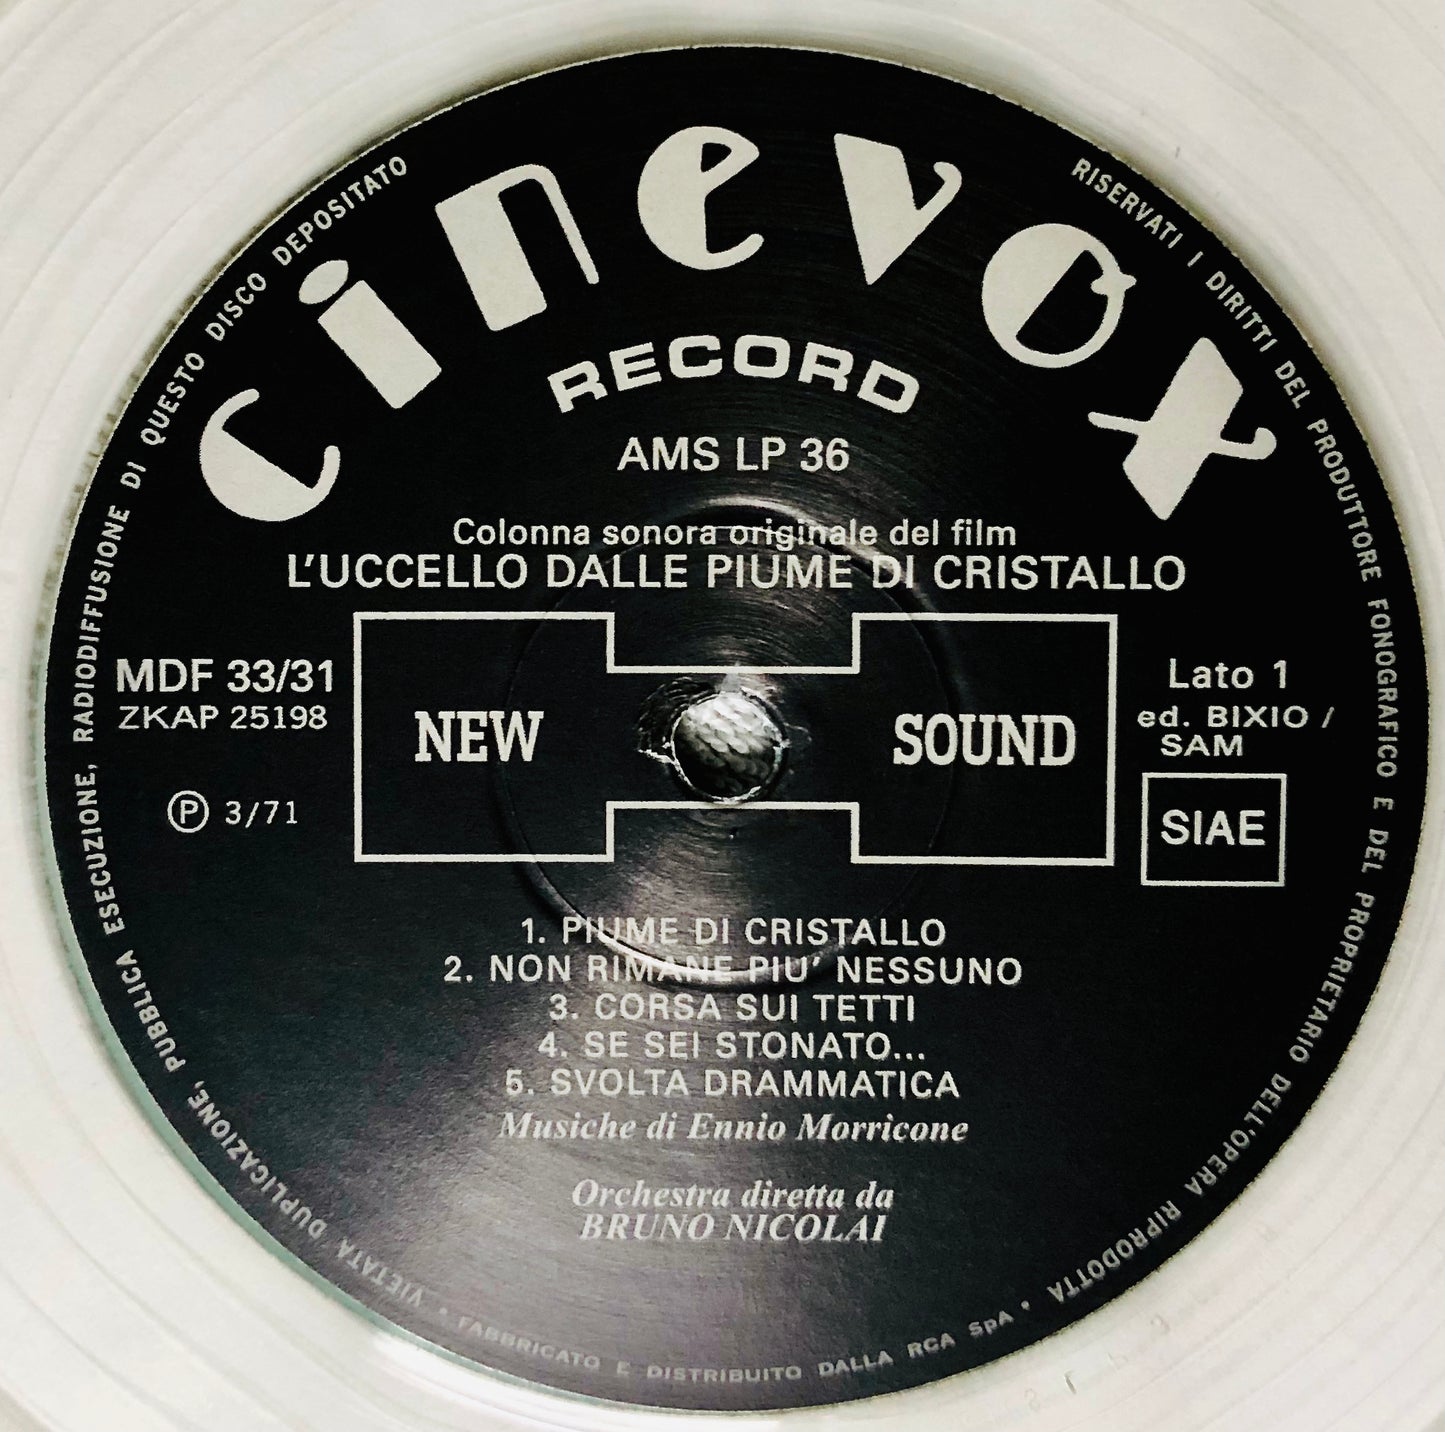 cinevox
RECORD
AMS LP 36
Colonna sonora originale del film
L'UCCELLO DALLE PIUME DI CRISTALLO
MDF 33/31
ZKAP 25198
Ⓟ 3/71
NEW
SOUND
Lato 1
ed. BIXIO /
SAM
SIAE
1. PIUME DI CRISTALLO
2. NON RIMANE PIU' NESSUNO
3. CORSA SUI TETTI
4. SE SEI STONATO...
5. SVOLTA DRAMMATICA
Musiche di Ennio Morricone
Orchestra diretta da
BRUNO NICOLAI
RISERVATI I DIRITTI DEL PRODUTTORE FONOGRAFICO E DEL PROPRIETARIO DELL'OPERA RIPRODOTTA • FABBRICATO E DISTRIBUITO DALLA RCA SpA • VIETATA DUPLICAZIONE, PUBBLICA ESECUZIONE, RADIODIFFUSIONE DI QUESTO DISCO DEPOSITATO